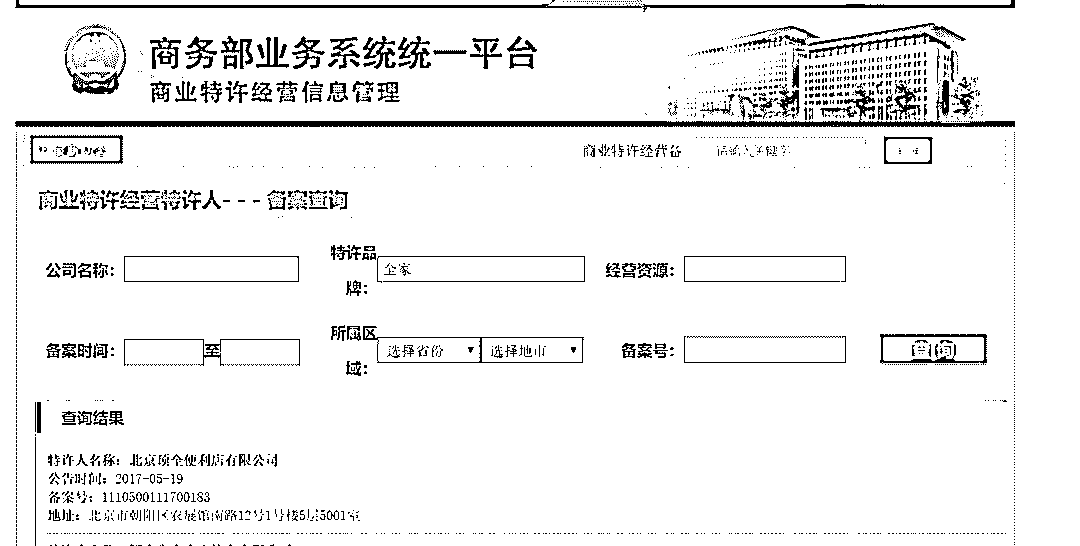 商务部业务系统统一平台
商业特许经营信息管理
商业特许经营备 请输入关键字
商业特许经营特许人--- 备案查询
公司名称： 特许品牌： 全家 经营资源：
备案时间： 至 所属区域： 选择省份 选择地市 备案号： 查询
查询结果
特许人名称：北京顶全便利店有限公司
公告时间：2017-05-19
备案号：1110500111700183
地址：北京市朝阳区农展馆南路12号1号楼5层5001室